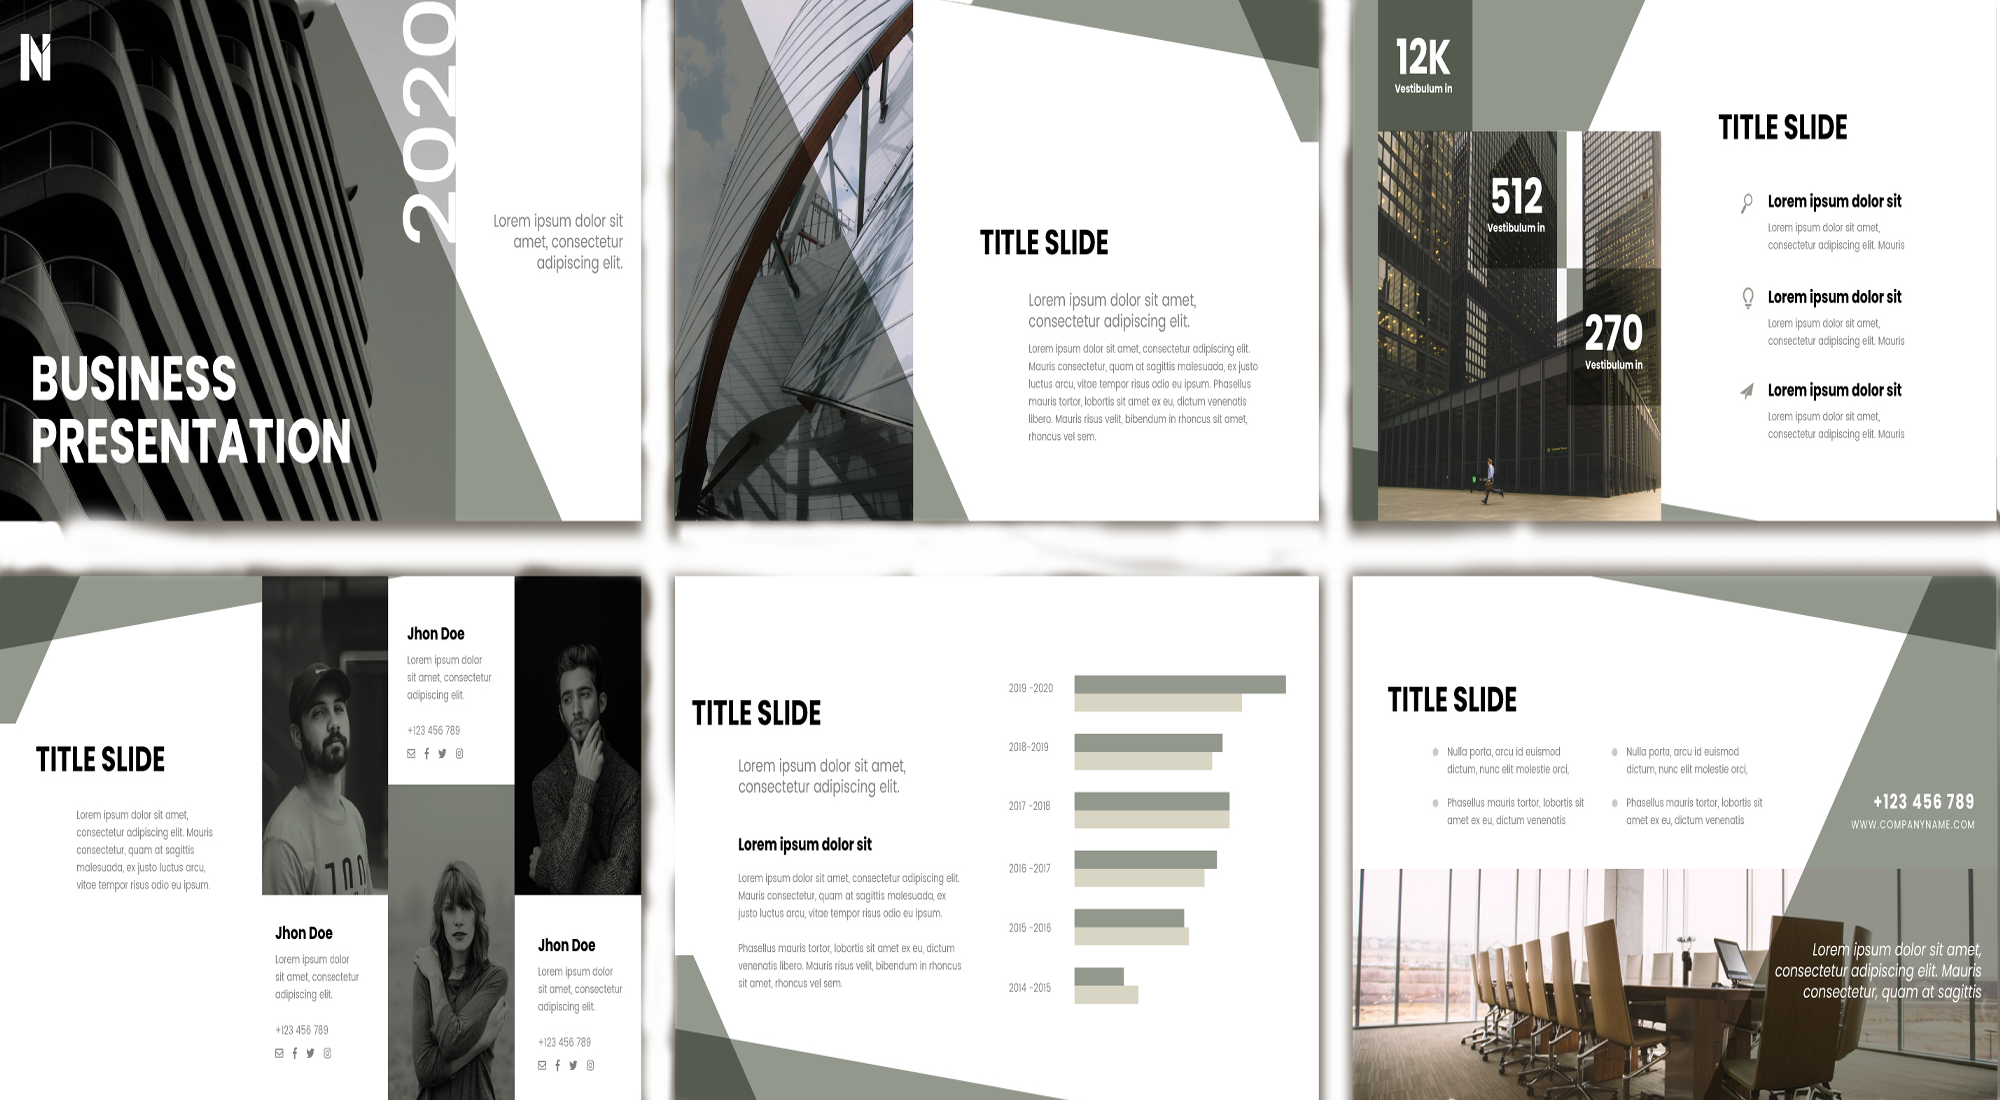 N
2020
Lorem ipsum dolor sit
amet, consectetur
adipiscing elit.
BUSINESS
PRESENTATION
TITLE SLIDE
Lorem ipsum dolor sit amet,
consectetur adipiscing elit.
Lorem ipsum dolor sit amet, consectetur adipiscing elit.
Mauris consectetur, quam at sagittis malesuada, ex justo
luctus arcu, vitae tempor risus odio eu ipsum. Phasellus
mauris tortor, lobortis sit amet ex eu, dictum venenatis
libero. Mauris risus velit, bibendum in rhoncus sit amet,
rhoncus vel sem.
12K
Vestibulum in
512
Vestibulum in
270
Vestibulum in
TITLE SLIDE
Lorem ipsum dolor sit
Lorem ipsum dolor sit amet,
consectetur adipiscing elit. Mauris
Lorem ipsum dolor sit
Lorem ipsum dolor sit amet,
consectetur adipiscing elit. Mauris
Lorem ipsum dolor sit
Lorem ipsum dolor sit amet,
consectetur adipiscing elit. Mauris
TITLE SLIDE
Lorem ipsum dolor sit amet,
consectetur adipiscing elit. Mauris
consectetur, quam at sagittis
malesuada, ex justo luctus arcu,
vitae tempor risus odio eu ipsum.
Jhon Doe
Lorem ipsum dolor
sit amet, consectetur
adipiscing elit.
+123 456 789
Jhon Doe
Lorem ipsum dolor
sit amet, consectetur
adipiscing elit.
+123 456 789
Jhon Doe
Lorem ipsum dolor
sit amet, consectetur
adipiscing elit.
+123 456 789
TITLE SLIDE
Lorem ipsum dolor sit amet,
consectetur adipiscing elit.
Lorem ipsum dolor sit
Lorem ipsum dolor sit amet, consectetur adipiscing elit.
Mauris consectetur, quam at sagittis malesuada, ex
justo luctus arcu, vitae tempor risus odio eu ipsum.
Phasellus mauris tortor, lobortis sit amet ex eu, dictum
venenatis libero. Mauris risus velit, bibendum in rhoncus
sit amet, rhoncus vel sem.
2019 -2020
2018-2019
2017 -2018
2016 -2017
2015 -2016
2014 -2015
TITLE SLIDE
Nulla porta, arcu id euismod
dictum, nunc elit molestie orci,
Phasellus mauris tortor, lobortis sit
amet ex eu, dictum venenatis
Nulla porta, arcu id euismod
dictum, nunc elit molestie orci,
Phasellus mauris tortor, lobortis sit
amet ex eu, dictum venenatis
+123 456 789
WWW.COMPANYNAME.COM
Lorem ipsum dolor sit amet,
consectetur adipiscing elit. Mauris
consectetur, quam at sagittis